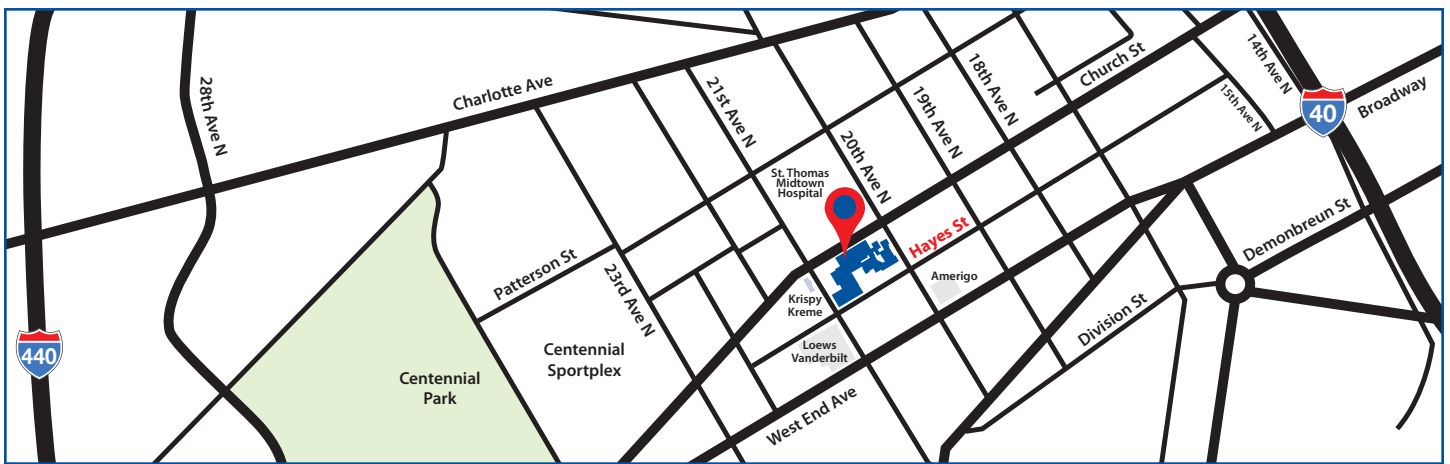 28th Ave N
Charlotte Ave
21st Ave N
18th Ave N
Church St
14th Ave N
15th Ave N
40
Broadway
19th Ave N
20th Ave N
St. Thomas
Midtown
Hospital
Hayes St
Demonbreun St
Patterson St
23rd Ave N
Krispy
Kreme
Amerigo
Division St
440
Centennial
Sportplex
Loews
Vanderbilt
Centennial
Park
West End Ave